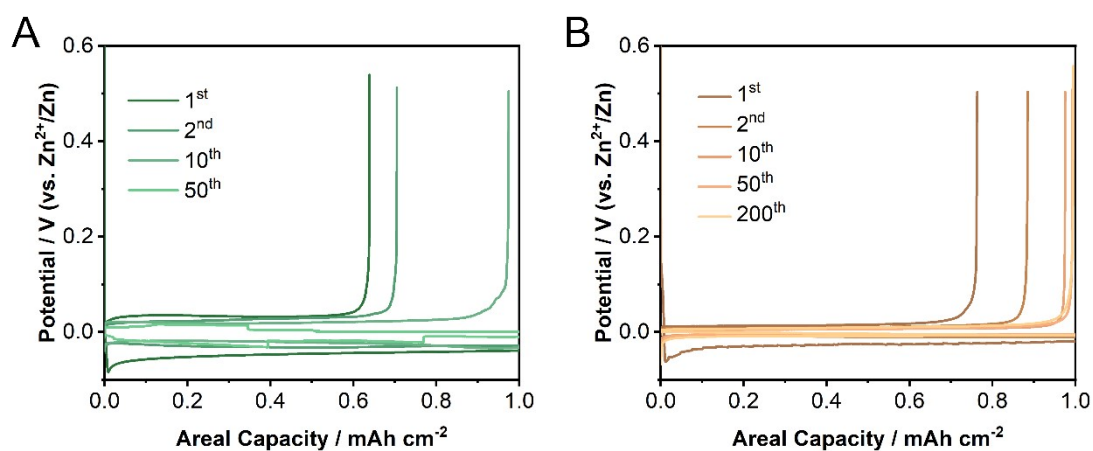 A
Potential / V (vs. Zn²⁺/Zn)
0.6
0.4
0.2
0.0
1st
2nd
10th
50th
0.0 0.2 0.4 0.6 0.8 1.0
Areal Capacity / mAh cm⁻²
B
Potential / V (vs. Zn²⁺/Zn)
0.6
0.4
0.2
0.0
1st
2nd
10th
50th
200th
0.0 0.2 0.4 0.6 0.8 1.0
Areal Capacity / mAh cm⁻²